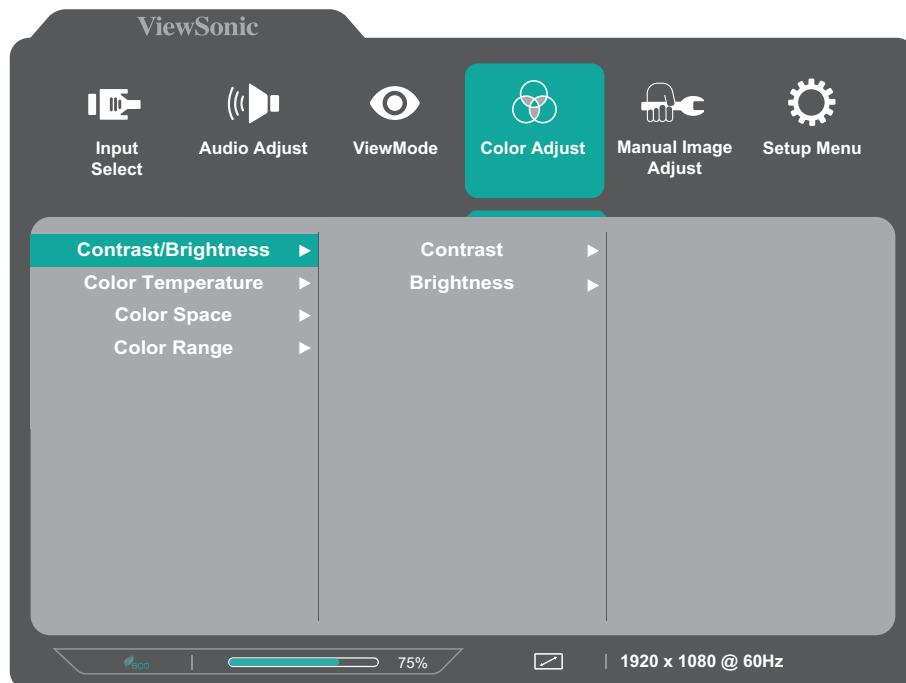 ViewSonic
Input
Select
Audio Adjust
ViewMode
Color Adjust
Manual Image
Adjust
Setup Menu
Contrast/Brightness
Color Temperature
Color Space
Color Range
Contrast
Brightness
eco
75%
1920 x 1080 @ 60Hz